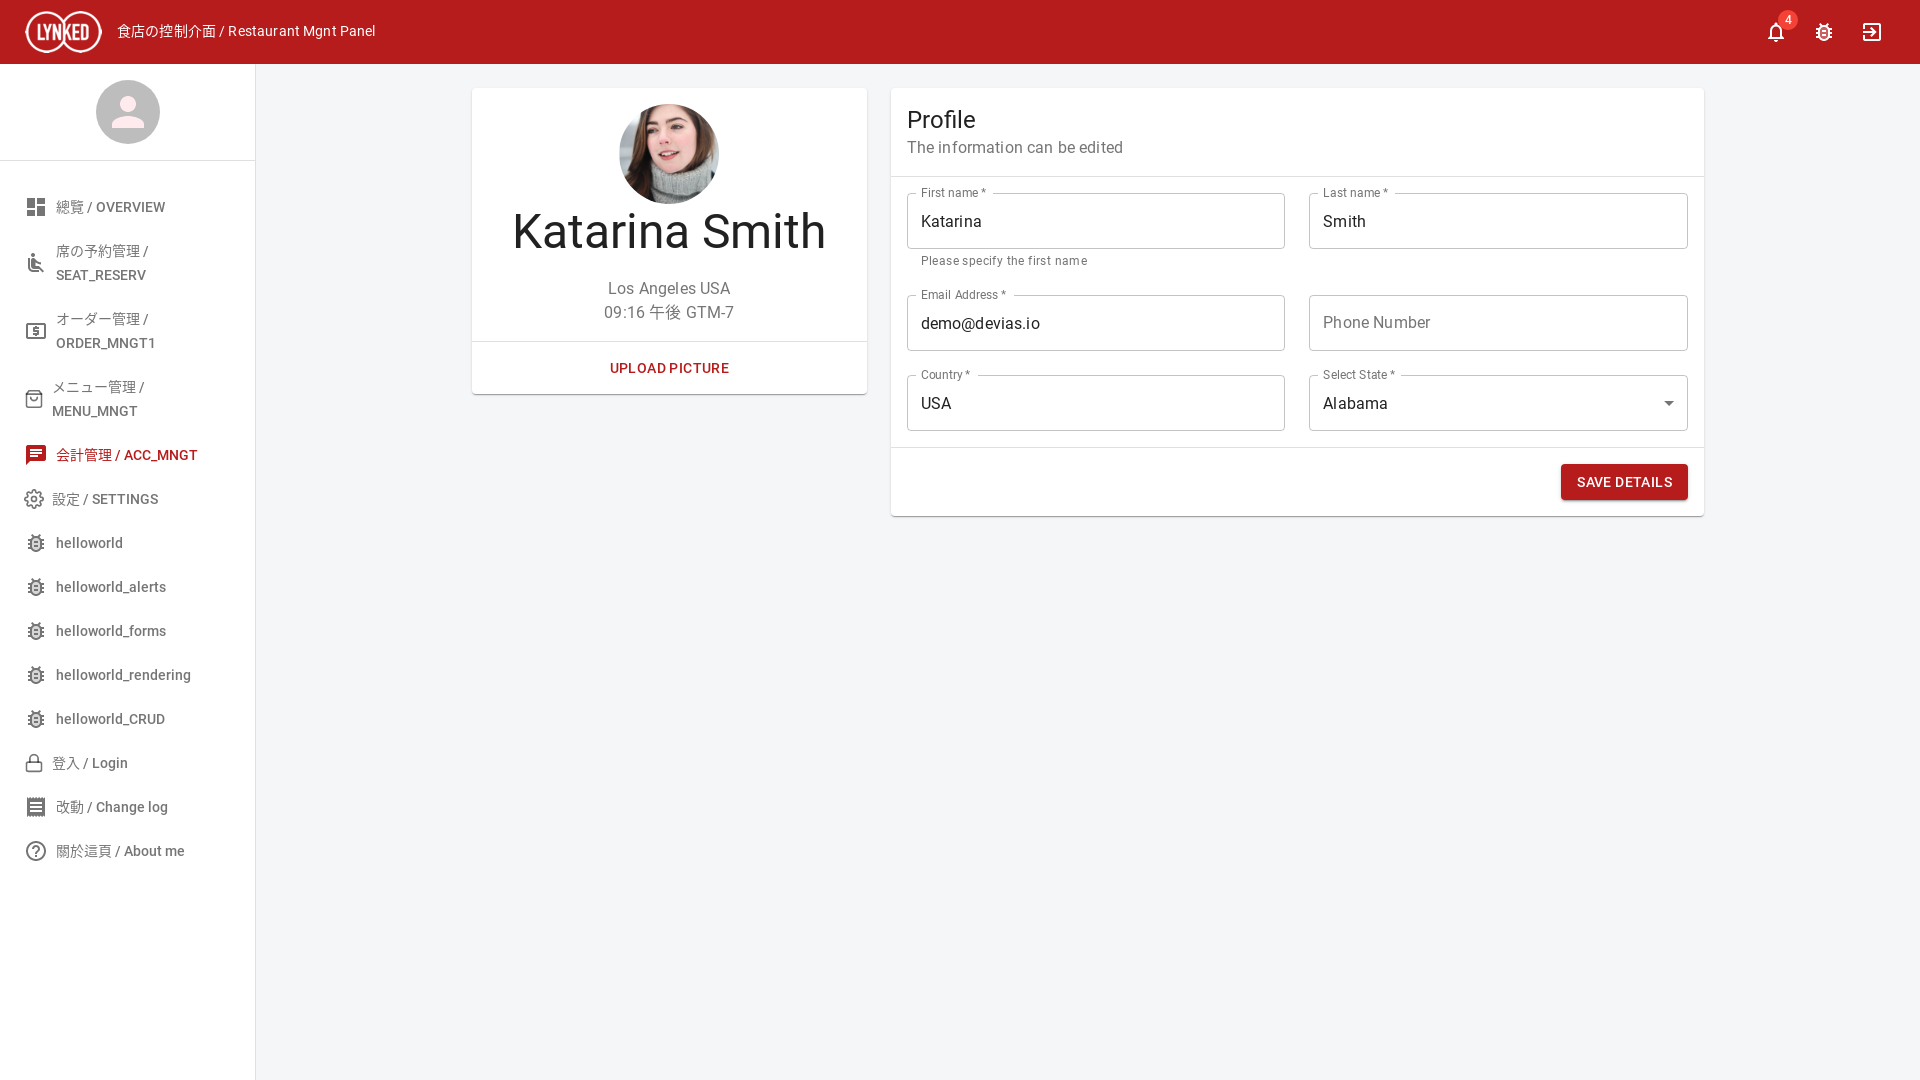 LYNKED
食店の控制介面 / Restaurant Mgnt Panel
4
總覽 / OVERVIEW
席の予約管理 /
SEAT_RESERV
オーダー管理 /
ORDER_MNGT1
メニュー管理 /
MENU_MNGT
会計管理 / ACC_MNGT
設定 / SETTINGS
helloworld
helloworld_alerts
helloworld_forms
helloworld_rendering
helloworld_CRUD
登入 / Login
改動 / Change log
關於這頁 / About me
Katarina Smith
Los Angeles USA
09:16 午後 GTM-7
UPLOAD PICTURE
Profile
The information can be edited
First name *
Katarina
Please specify the first name
Last name *
Smith
Email Address *
demo@devias.io
Phone Number
Country *
USA
Select State *
Alabama
SAVE DETAILS